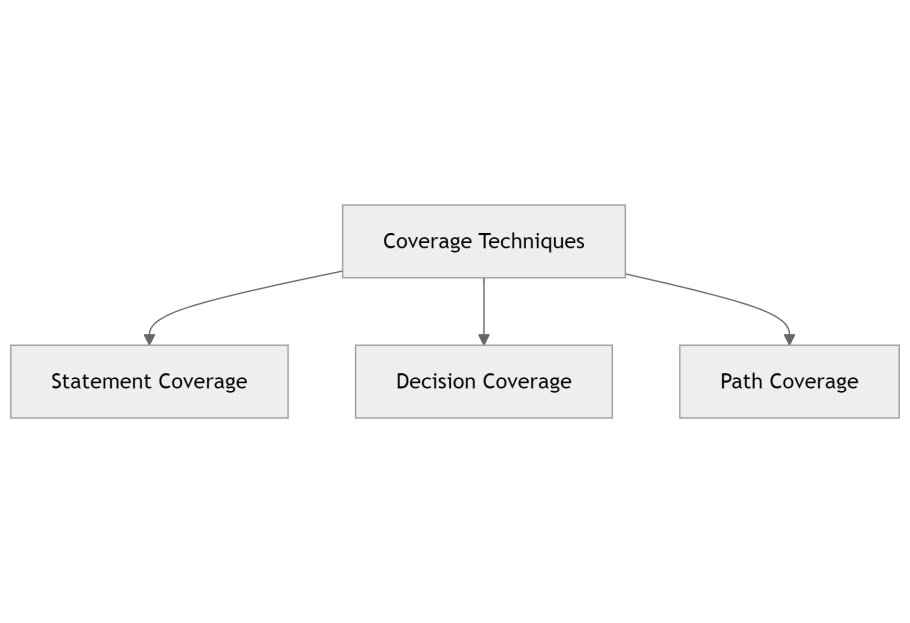 Coverage Techniques
Statement Coverage
Decision Coverage
Path Coverage